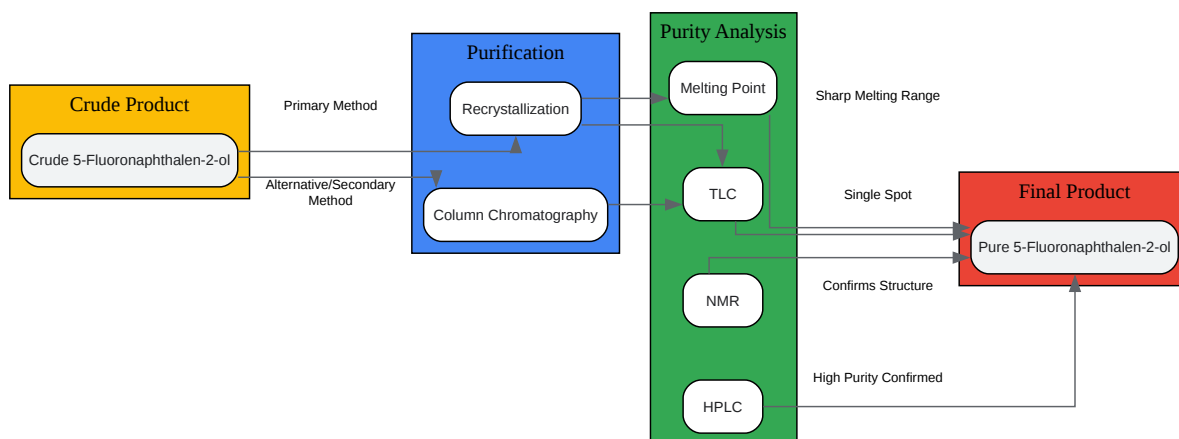 Crude Product
Crude 5-Fluoronaphthalen-2-ol
Primary Method
Alternative/Secondary
Method
Purification
Recrystallization
Column Chromatography
Purity Analysis
Melting Point
TLC
NMR
HPLC
Sharp Melting Range
Single Spot
Confirms Structure
High Purity Confirmed
Final Product
Pure 5-Fluoronaphthalen-2-ol